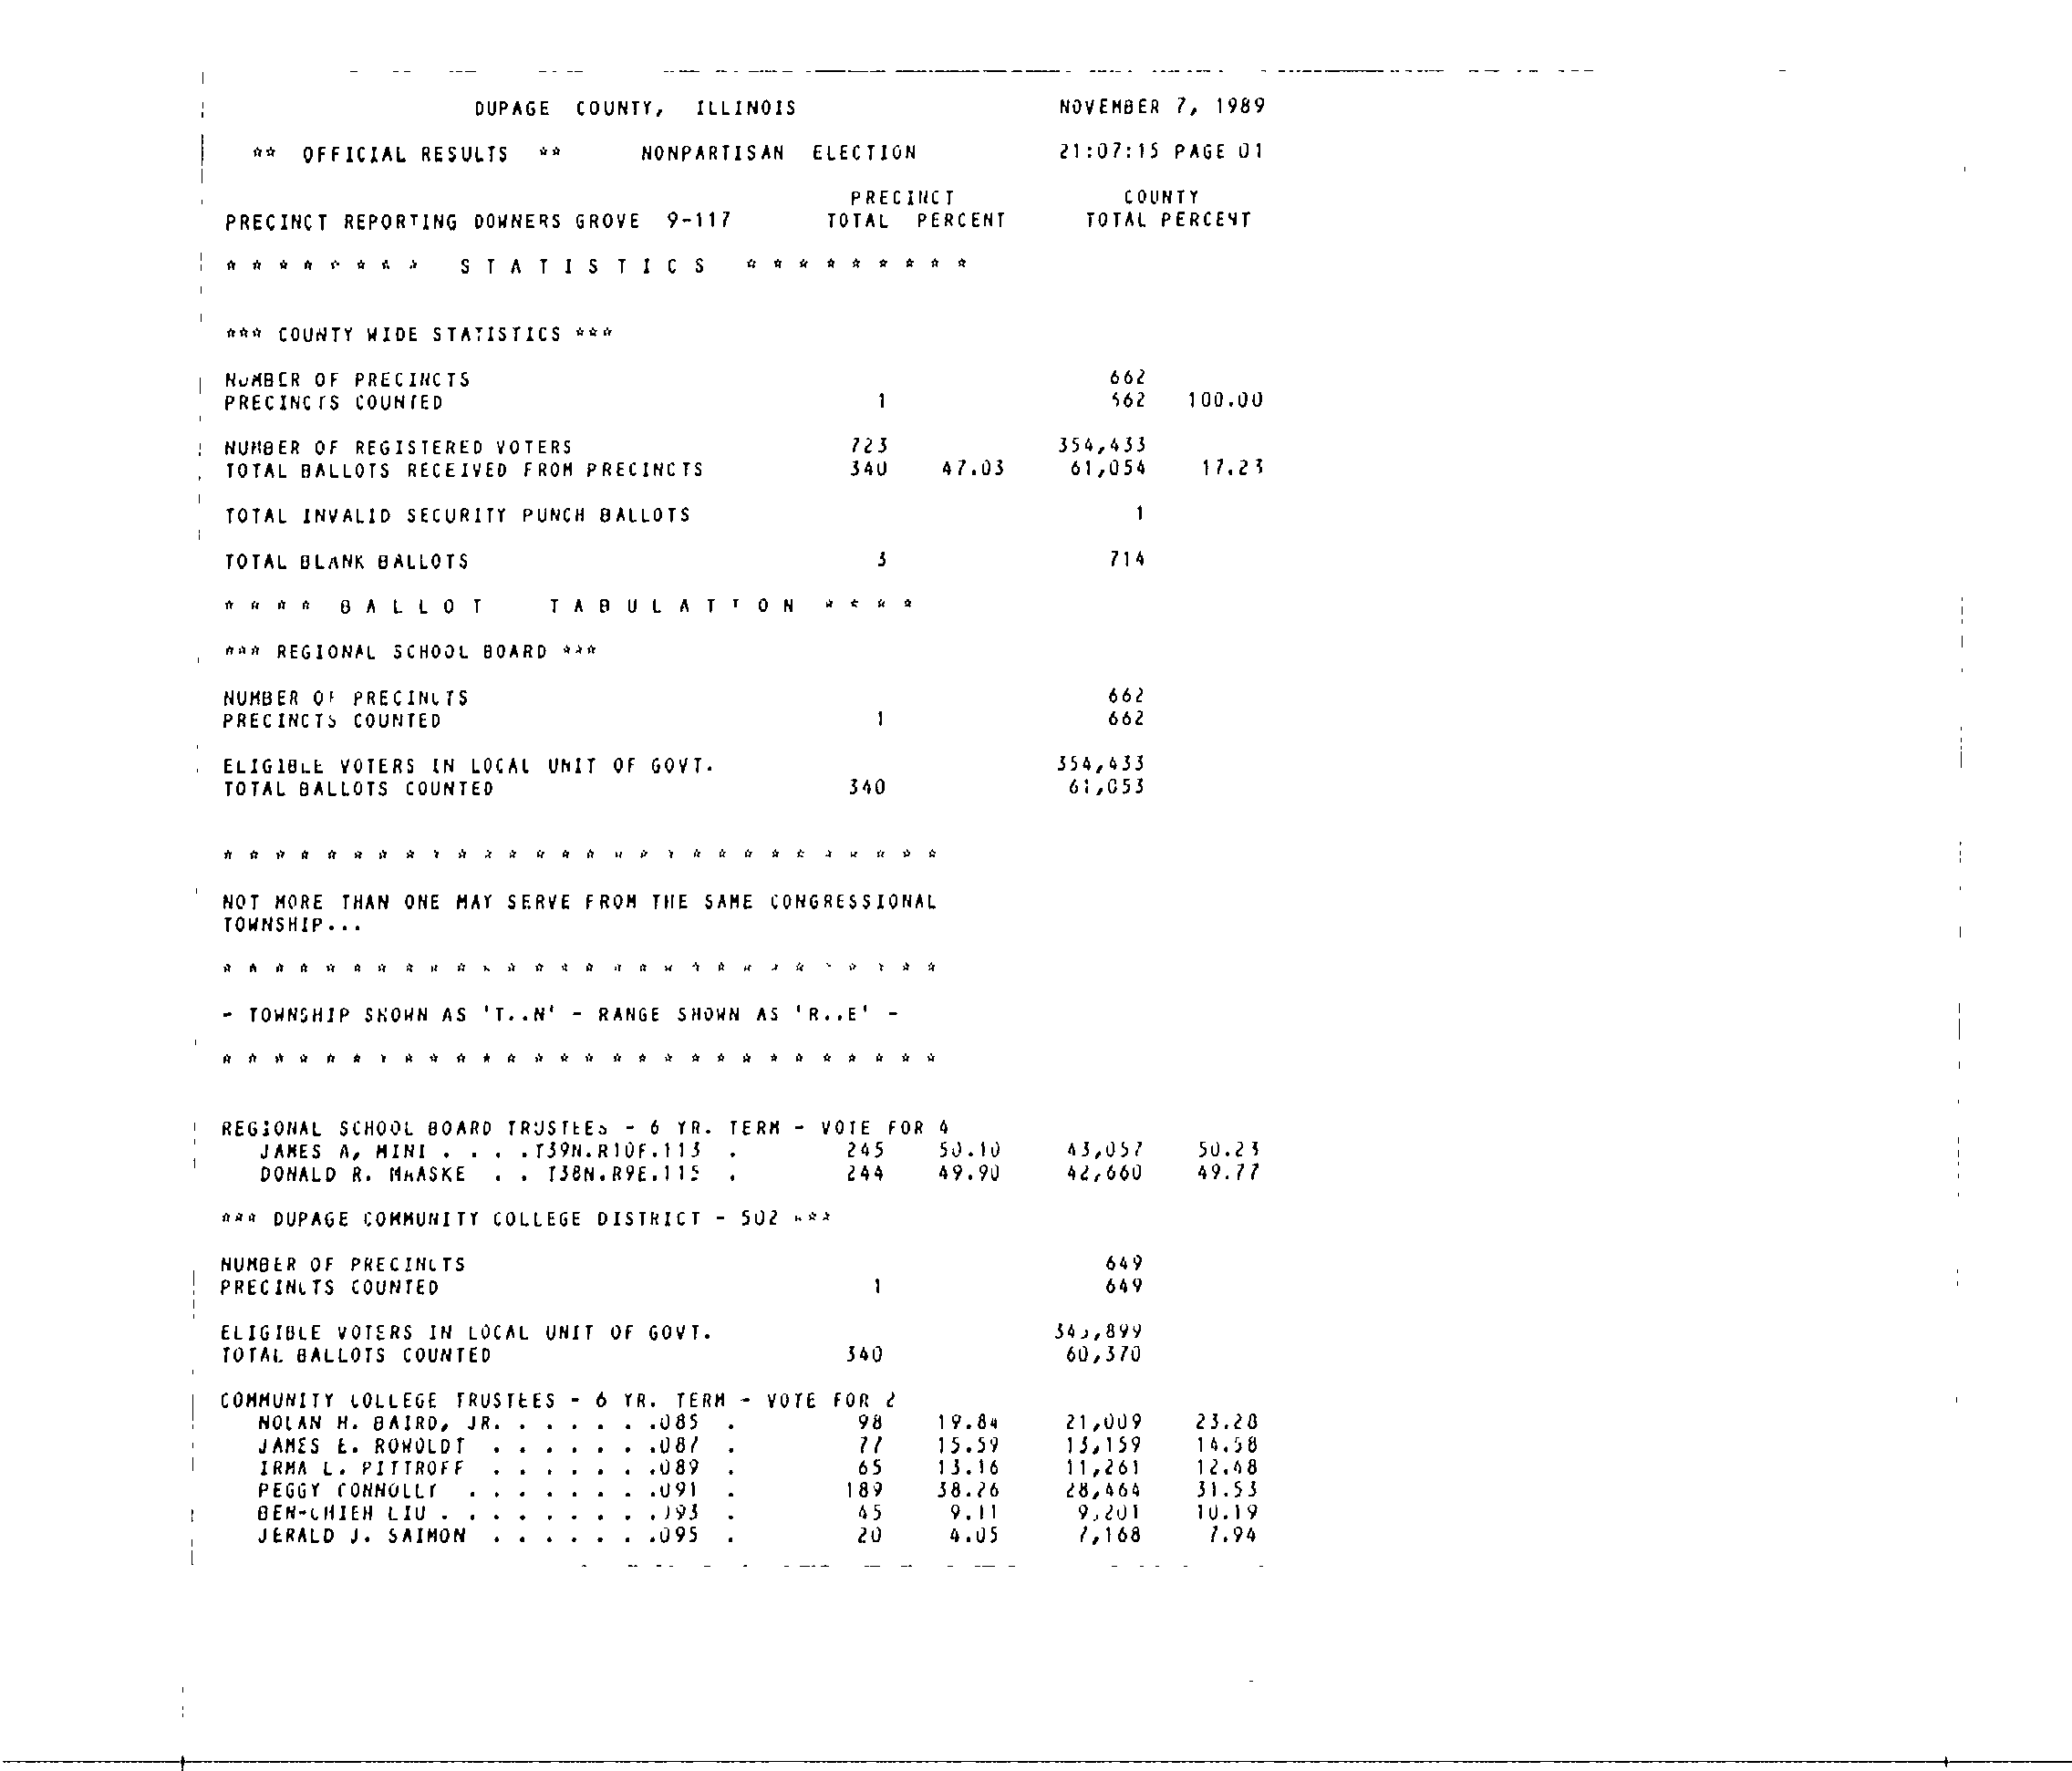 DUPAGE COUNTY, ILLINOIS NOVEMBER 7, 1989
** OFFICIAL RESULTS ** NONPARTISAN ELECTION 21:07:15 PAGE 01
PRECINCT COUNTY
PRECINCT REPORTING DOWNERS GROVE 9-117 TOTAL PERCENT TOTAL PERCENT
* * * * * * * * S T A T I S T I C S * * * * * * * * *
*** COUNTY WIDE STATISTICS ***
NUMBER OF PRECINCTS 662
PRECINCTS COUNTED 1 662 100.00
NUMBER OF REGISTERED VOTERS 723 354,433
TOTAL BALLOTS RECEIVED FROM PRECINCTS 340 47.03 61,054 17.23
TOTAL INVALID SECURITY PUNCH BALLOTS 1
TOTAL BLANK BALLOTS 3 714
* * * * B A L L O T T A B U L A T I O N * * * *
*** REGIONAL SCHOOL BOARD ***
NUMBER OF PRECINCTS 662
PRECINCTS COUNTED 1 662
ELIGIBLE VOTERS IN LOCAL UNIT OF GOVT. 354,433
TOTAL BALLOTS COUNTED 340 61,053
* * * * * * * * * * * * * * * * * * * * * * * * * * * *
NOT MORE THAN ONE MAY SERVE FROM THE SAME CONGRESSIONAL
TOWNSHIP...
* * * * * * * * * * * * * * * * * * * * * * * * * * * *
- TOWNSHIP SHOWN AS 'T..N' - RANGE SHOWN AS 'R..E' -
* * * * * * * * * * * * * * * * * * * * * * * * * * * *
REGIONAL SCHOOL BOARD TRUSTEES - 6 YR. TERM - VOTE FOR 4
JAMES A, MINI . . . .T39N.R10E.113 . 245 50.10 43,057 50.23
DONALD R. MAASKE . . T38N.R9E.115 . 244 49.90 42,660 49.77
*** DUPAGE COMMUNITY COLLEGE DISTRICT - 502 ***
NUMBER OF PRECINCTS 649
PRECINCTS COUNTED 1 649
ELIGIBLE VOTERS IN LOCAL UNIT OF GOVT.
TOTAL BALLOTS COUNTED 340 60,370
COMMUNITY COLLEGE TRUSTEES - 6 YR. TERM - VOTE FOR 2
NOLAN H. BAIRD, JR. . . . . . .085 . 98 19.84 21,009 23.28
JAMES E. ROWOLDT . . . . . . .087 . 77 15.59 13,159 14.58
IRMA L. PITTROFF . . . . . . .089 . 65 13.16 11,261 12.48
PEGGY CONNOLLY . . . . . . . .091 . 189 38.26 28,464 31.53
BEN-CHIEH LIU . . . . . . . . .093 . 45 9.11 9,201 10.19
JERALD J. SAIMON . . . . . . .095 . 20 4.05 7,168 7.94